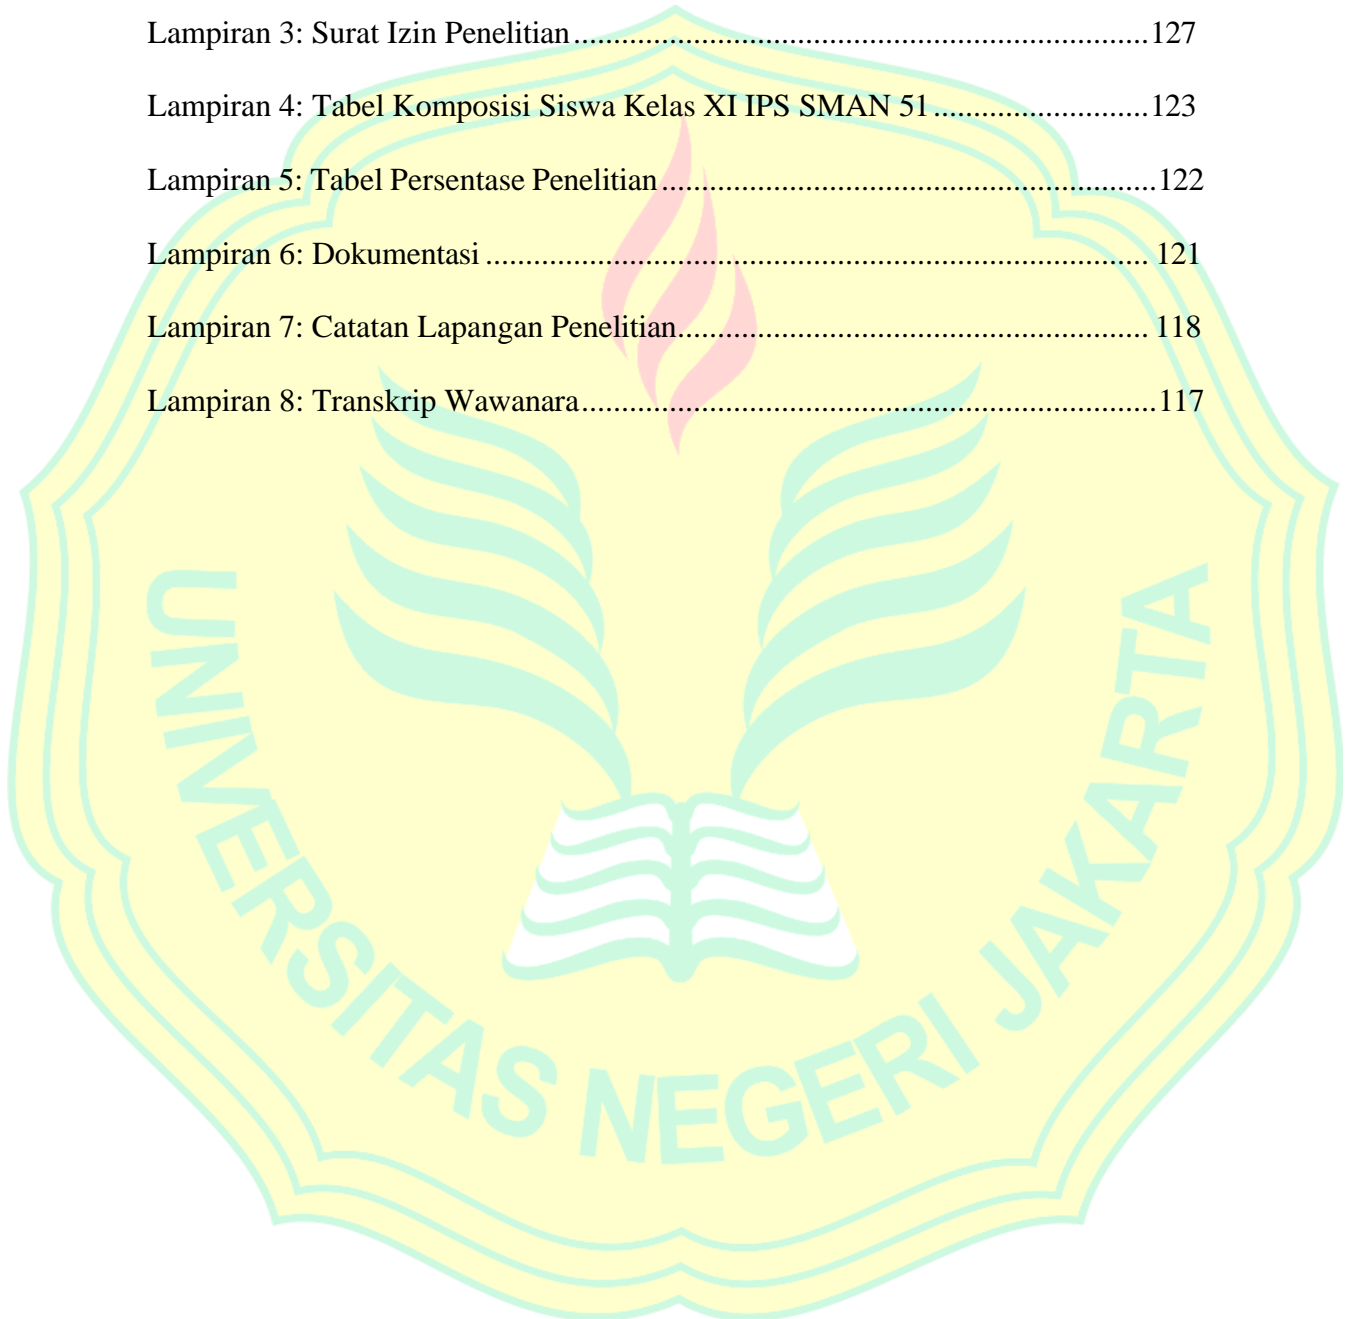 Lampiran 3: Surat Izin Penelitian........................................................................127
Lampiran 4: Tabel Komposisi Siswa Kelas XI IPS SMAN 51...........................123
Lampiran 5: Tabel Persentase Penelitian..............................................................122
Lampiran 6: Dokumentasi................................................................................... 121
Lampiran 7: Catatan Lapangan Penelitian........................................................... 118
Lampiran 8: Transkrip Wawanara........................................................................117
UNIVERSITAS NEGERI JAKARTA